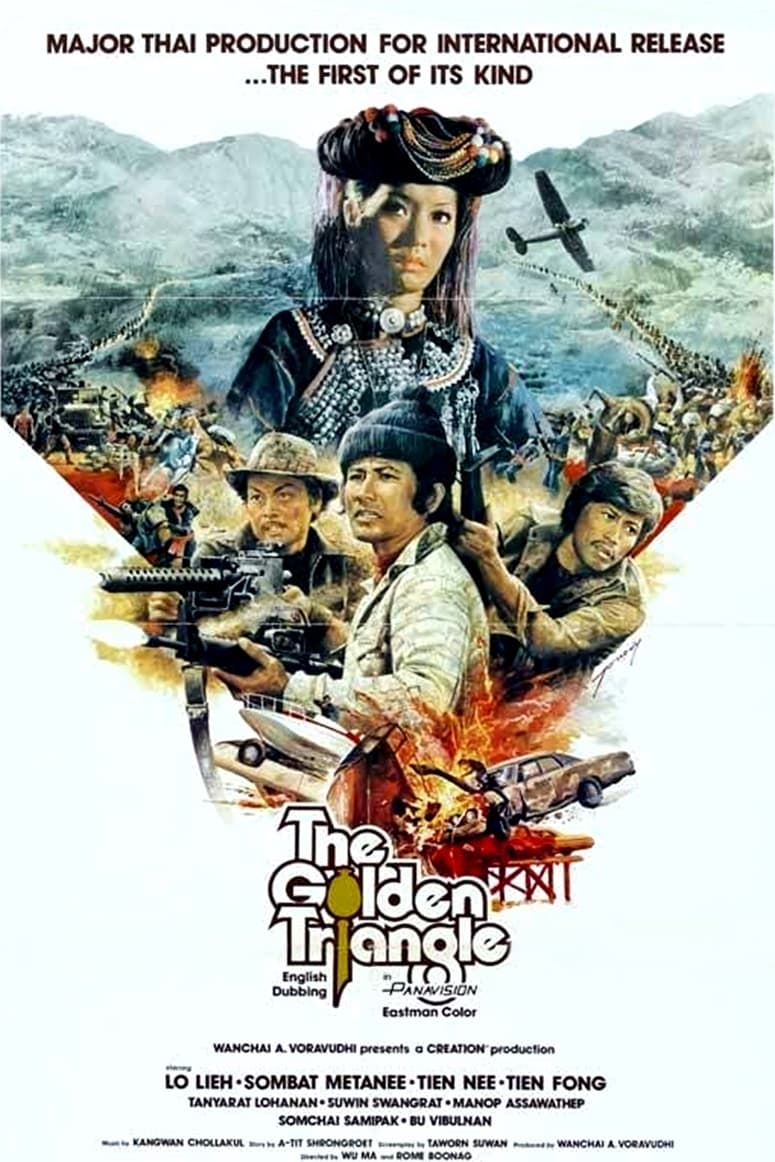 MAJOR THAI PRODUCTION FOR INTERNATIONAL RELEASE
...THE FIRST OF ITS KIND
The
Golden
Triangle
English
Dubbing
in
PANAVISION
Eastman Color
WANCHAI A. VORAVUDHI presents a CREATION production
starring
LO LIEH • SOMBAT METANEE • TIEN NEE • TIEN FONG
TANYARAT LOHANAN • SUWIN SWANGRAT • MANOP ASSAWATHEP
SOMCHAI SAMIPAK • BU VIBULNAN
Music by KANGWAN CHOLLAKUL Story by A-TIT SHRONGROET Screenplay by TAWORN SUWAN Produced by WANCHAI A. VORAVUDHI
Directed by WU MA and ROME BOONAG